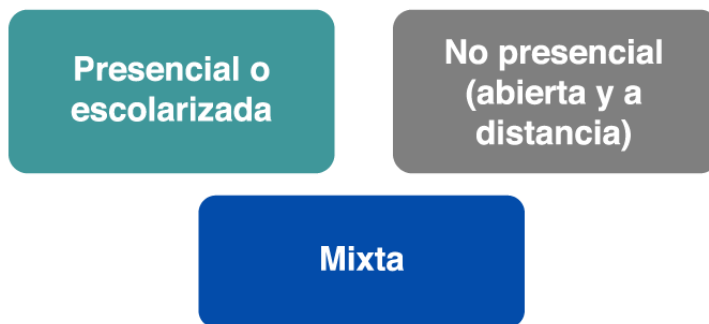 Presencial o
escolarizada
No presencial
(abierta y a
distancia)
Mixta